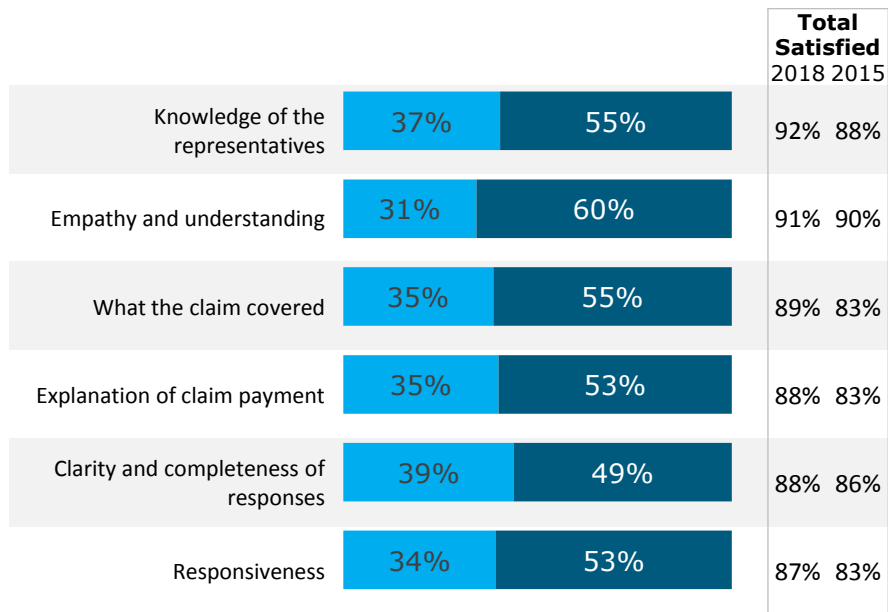 Total
Satisfied
2018 2015
Knowledge of the
representatives
37% 55% 92% 88%
Empathy and understanding 31% 60% 91% 90%
What the claim covered 35% 55% 89% 83%
Explanation of claim payment 35% 53% 88% 83%
Clarity and completeness of
responses
39% 49% 88% 86%
Responsiveness 34% 53% 87% 83%